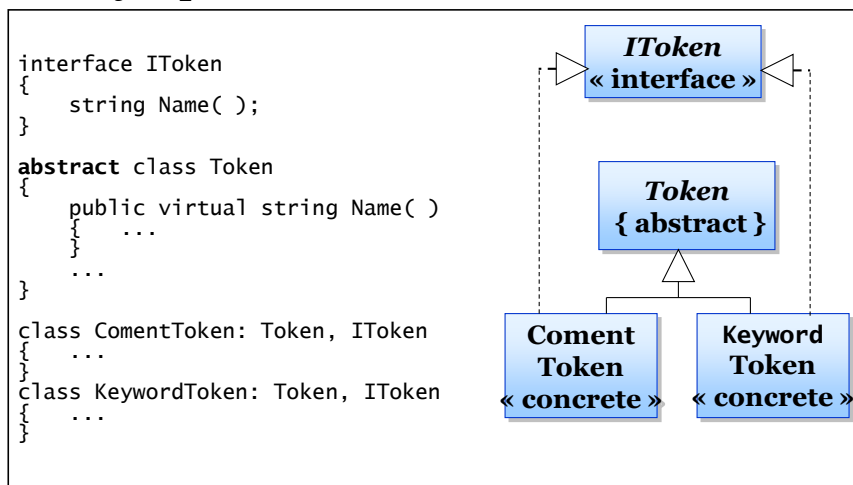 interface IToken
{
    string Name( );
}
abstract class Token
{
    public virtual string Name( )
    {   ...
    }
    ...
}
class ComentToken: Token, IToken
{   ...
}
class KeywordToken: Token, IToken
{   ...
}
IToken
« interface »
Token
{ abstract }
Coment
Token
« concrete »
Keyword
Token
« concrete »